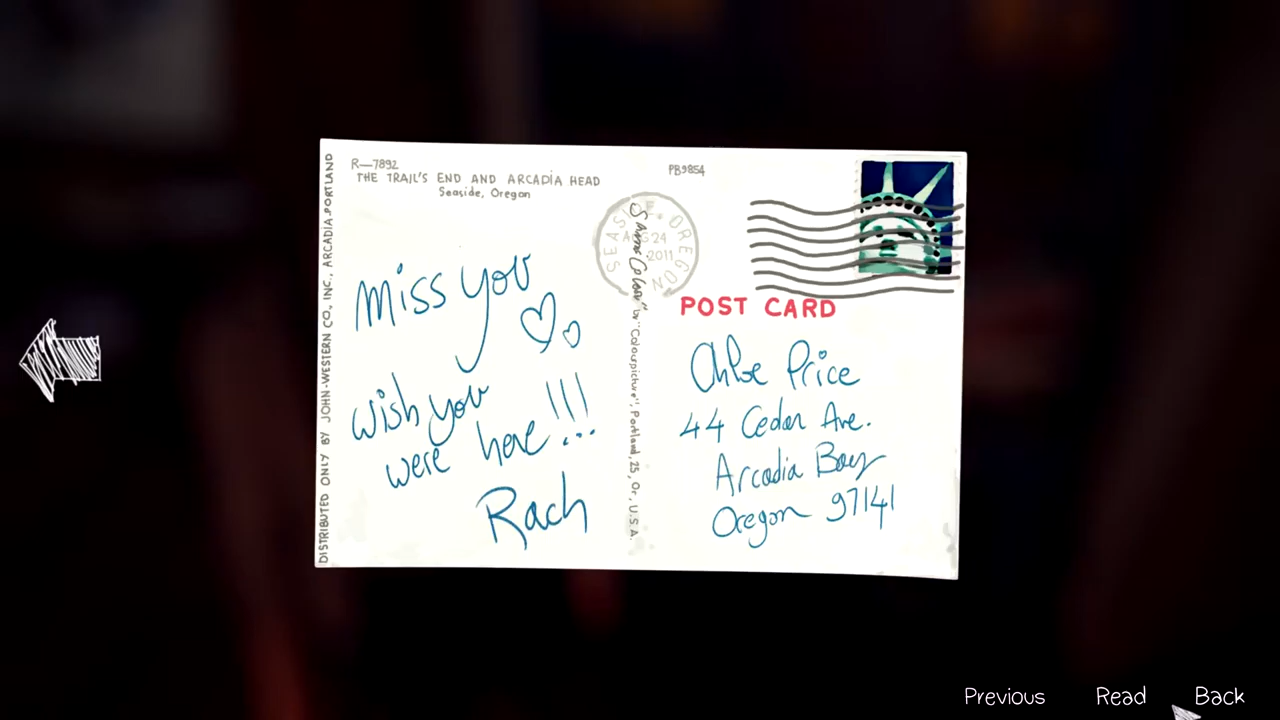 R—7892
THE TRAIL'S END AND ARCADIA HEAD
Seaside, Oregon
PB9854
DISTRIBUTED ONLY BY JOHN-WESTERN CO., INC., ARCADIA-PORTLAND
SEASIDE, OREGON
AUG 24
2011
by "Colourpicture", Portland, 25, Or, U.S.A.
POST CARD
Miss you
Wish you
were here!!!
Rach
Chloe Price
44 Cedar Ave.
Arcadia Bay
Oregon 97141
Previous Read Back